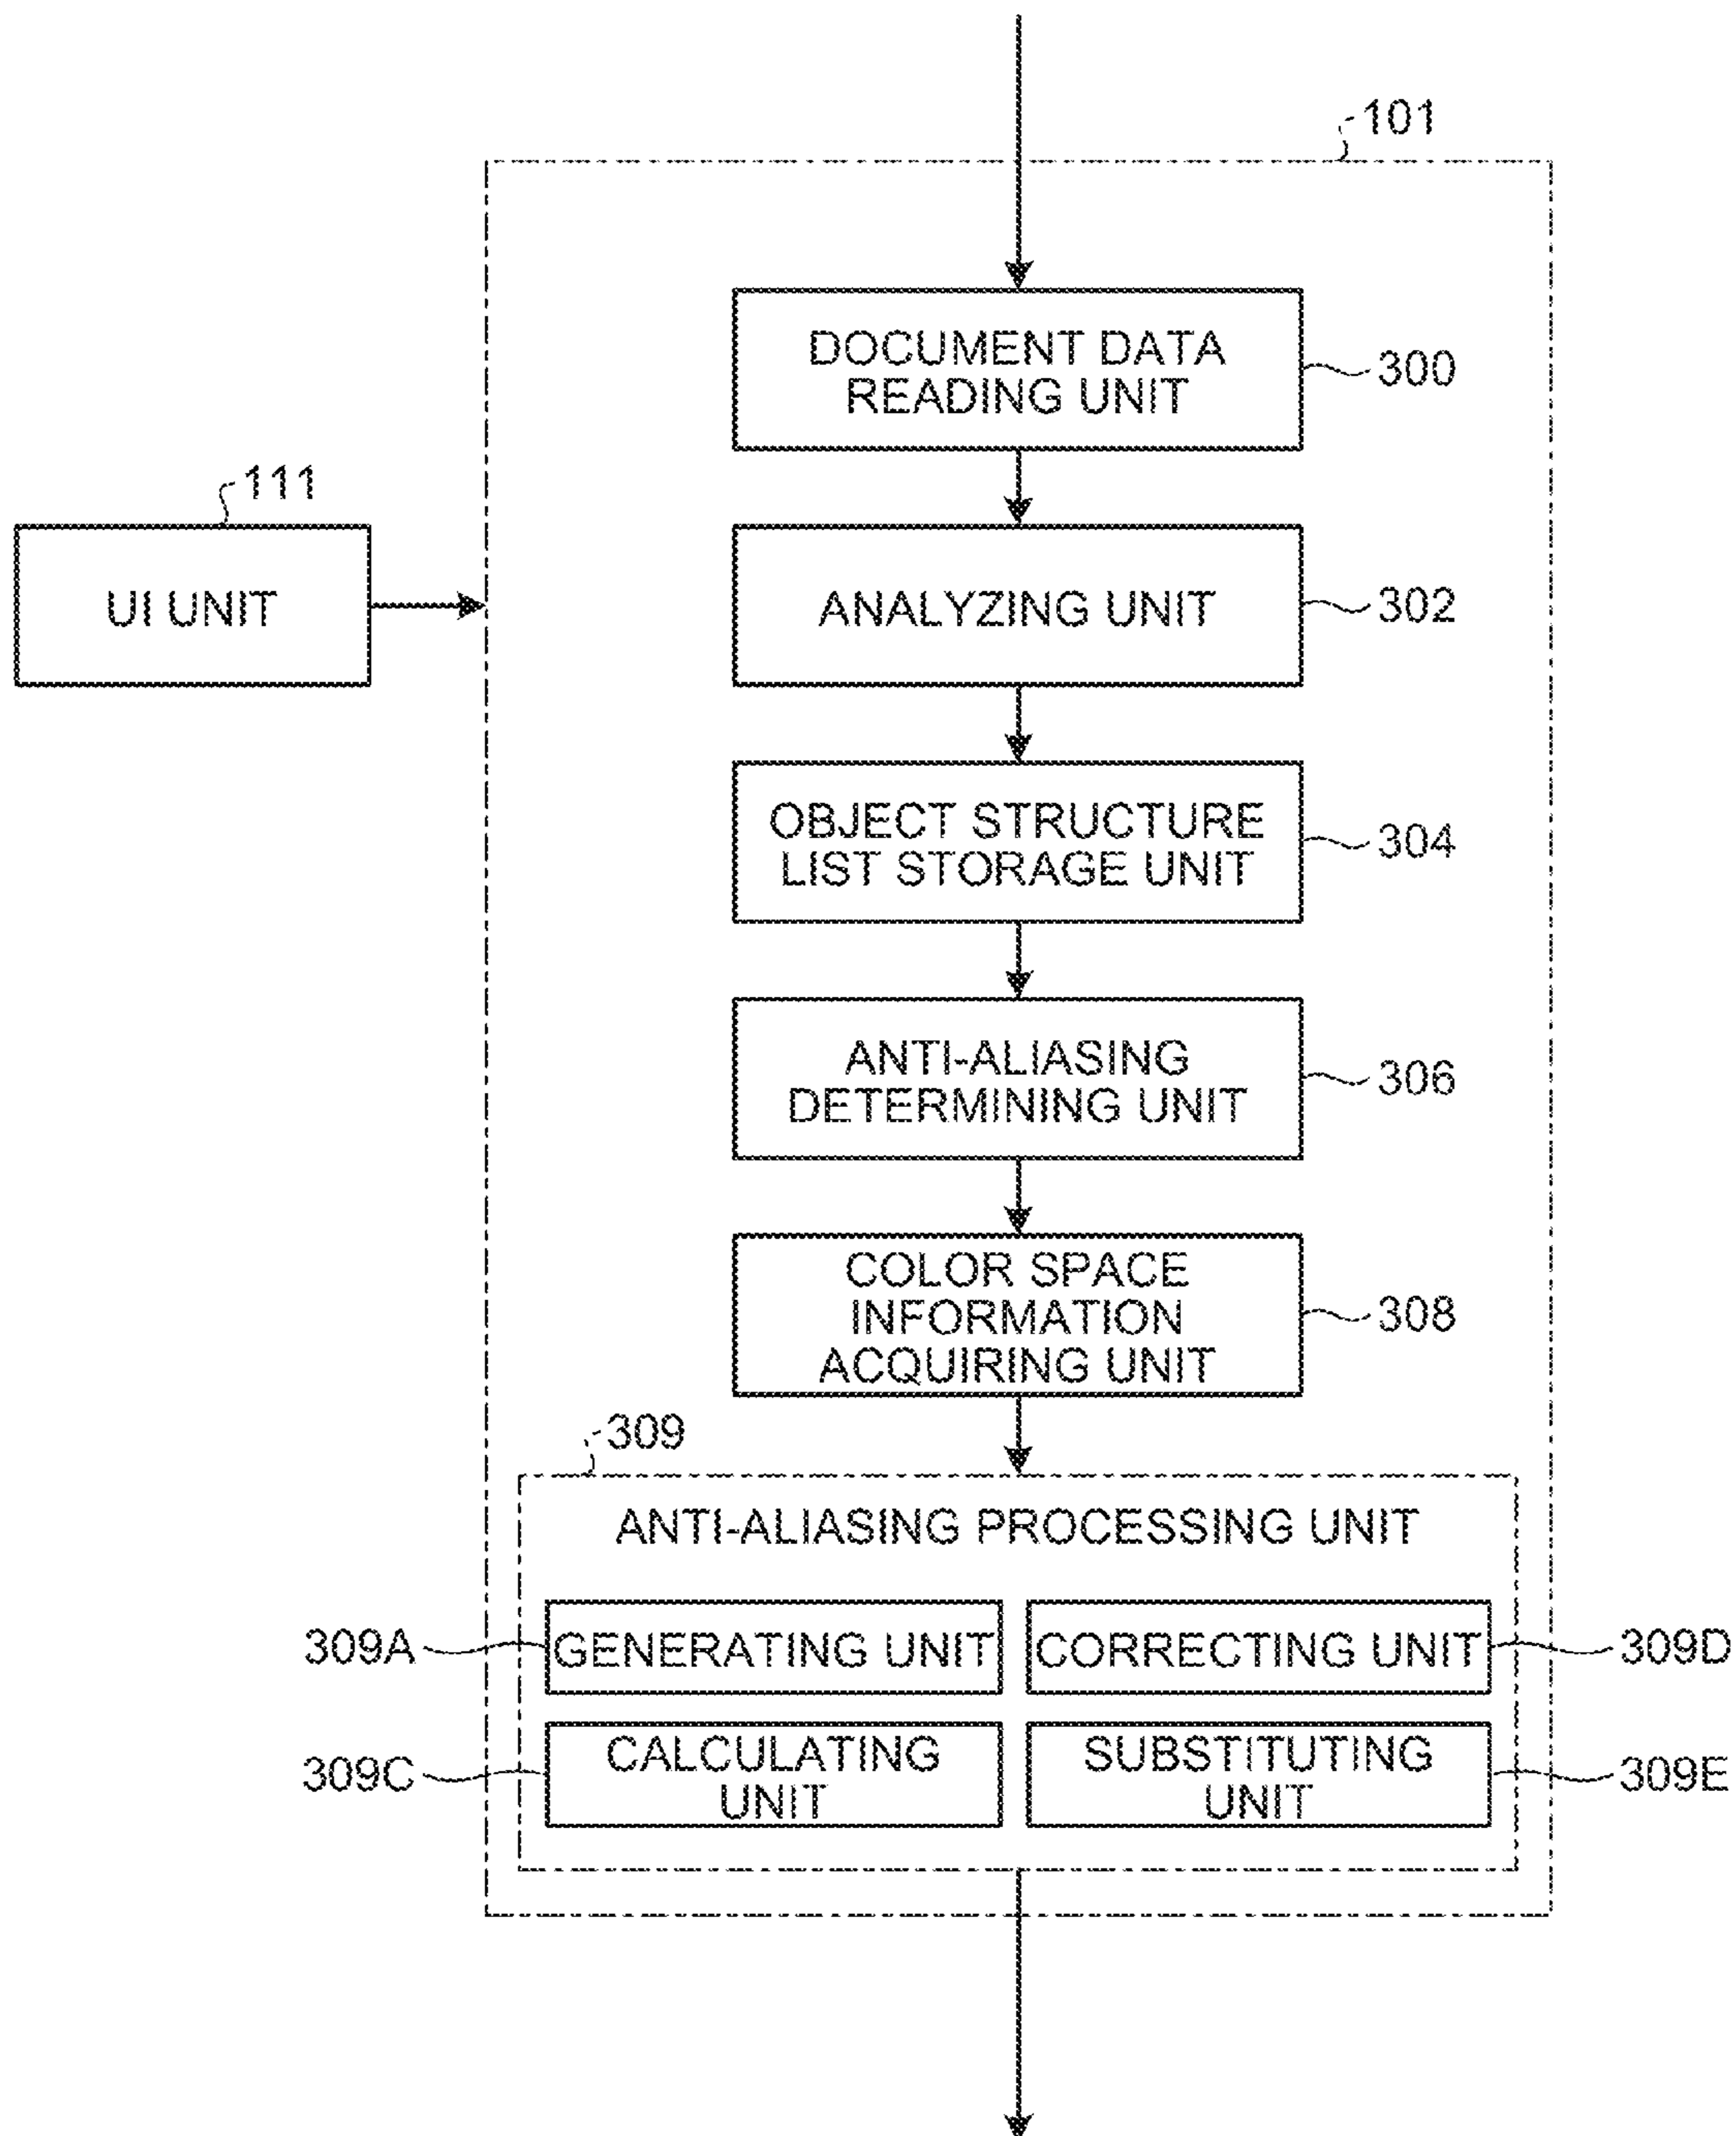 101
DOCUMENT DATA
READING UNIT
300
111
UI UNIT
ANALYZING UNIT
302
OBJECT STRUCTURE
LIST STORAGE UNIT
304
ANTI-ALIASING
DETERMINING UNIT
306
COLOR SPACE
INFORMATION
ACQUIRING UNIT
308
309
ANTI-ALIASING PROCESSING UNIT
309A
GENERATING UNIT
CORRECTING UNIT
309D
309C
CALCULATING
UNIT
SUBSTITUTING
UNIT
309E